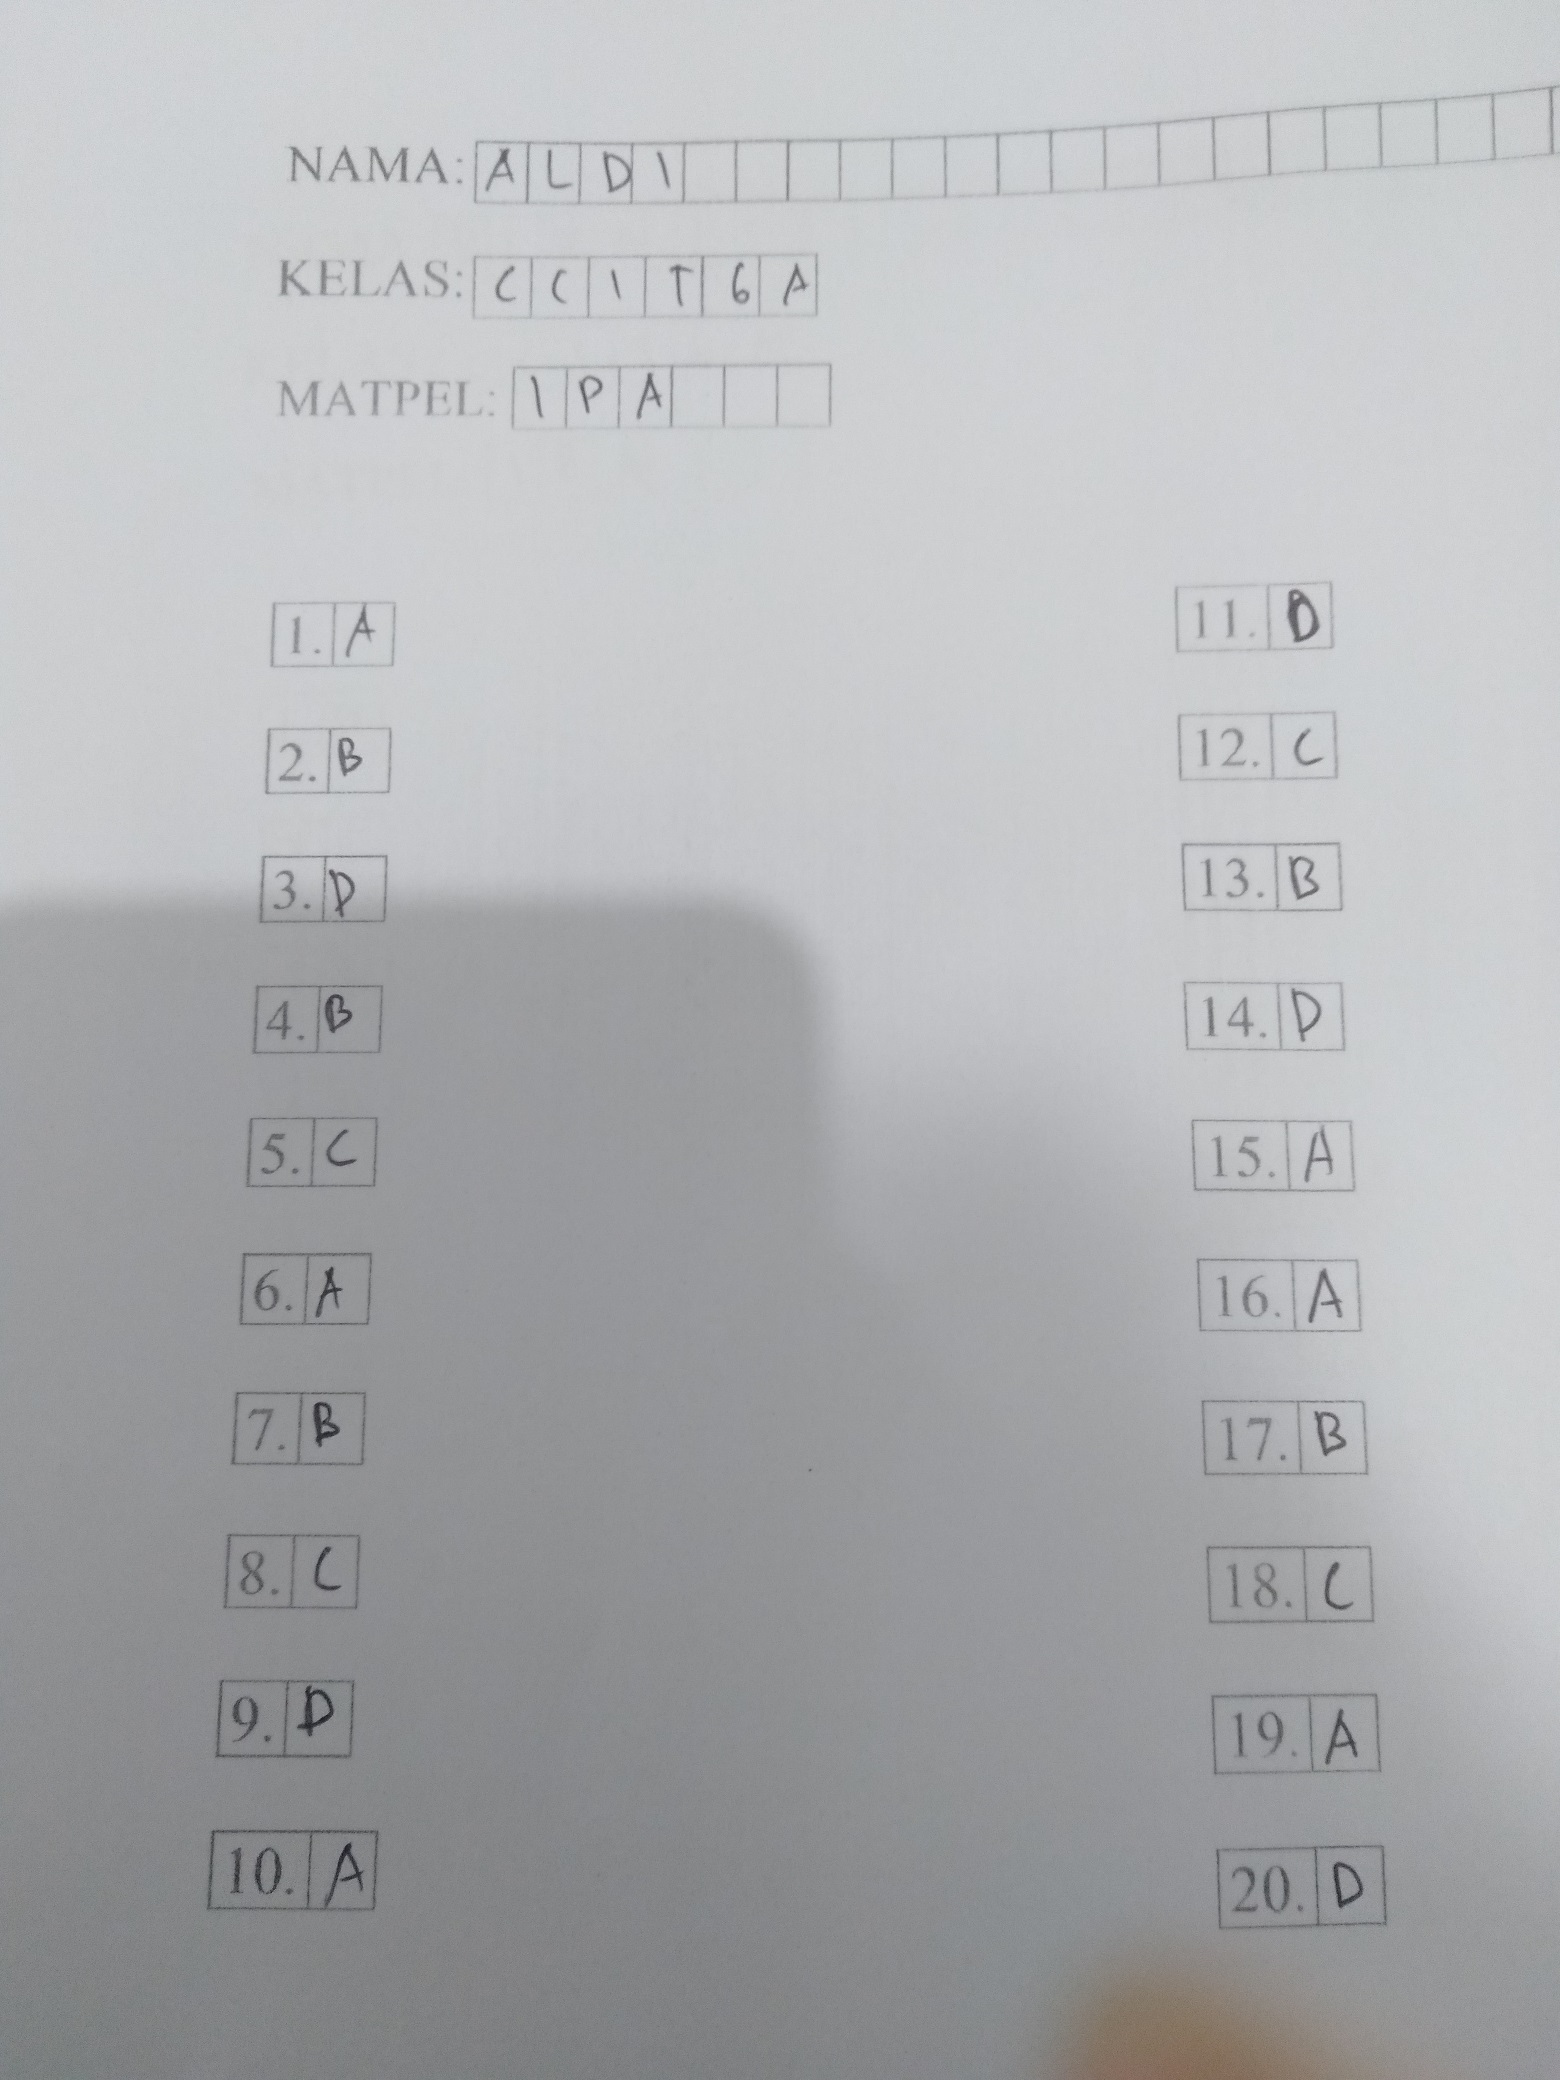 NAMA: ALDI
KELAS: CCIT6A
MATPEL: IPA
1. A
2. B
3. D
4. B
5. C
6. A
7. B
8. C
9. D
10. A
11. D
12. C
13. B
14. D
15. A
16. A
17. B
18. C
19. A
20. D